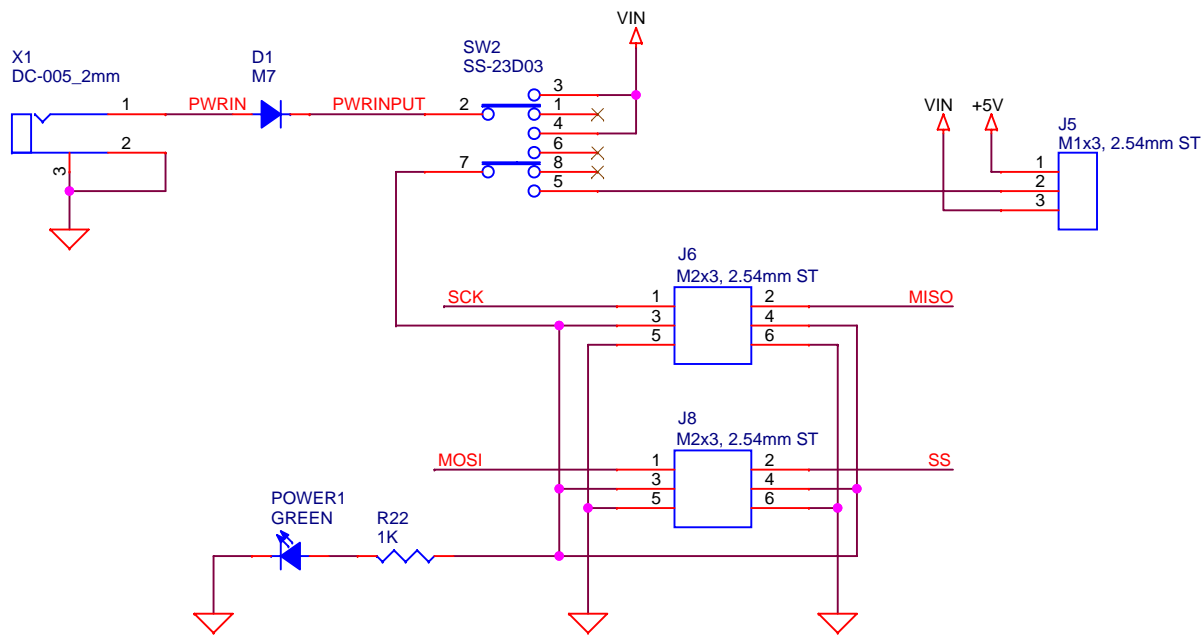 VIN
X1
DC-005_2mm
D1
M7
SW2
SS-23D03
1
PWRIN
PWRINPUT
2
3
1
4
6
8
5
7
2
3
VIN
+5V
J5
M1x3, 2.54mm ST
1
2
3
J6
M2x3, 2.54mm ST
SCK
1
2
MISO
3
4
5
6
J8
M2x3, 2.54mm ST
MOSI
1
2
SS
3
4
5
6
POWER1
GREEN
R22
1K